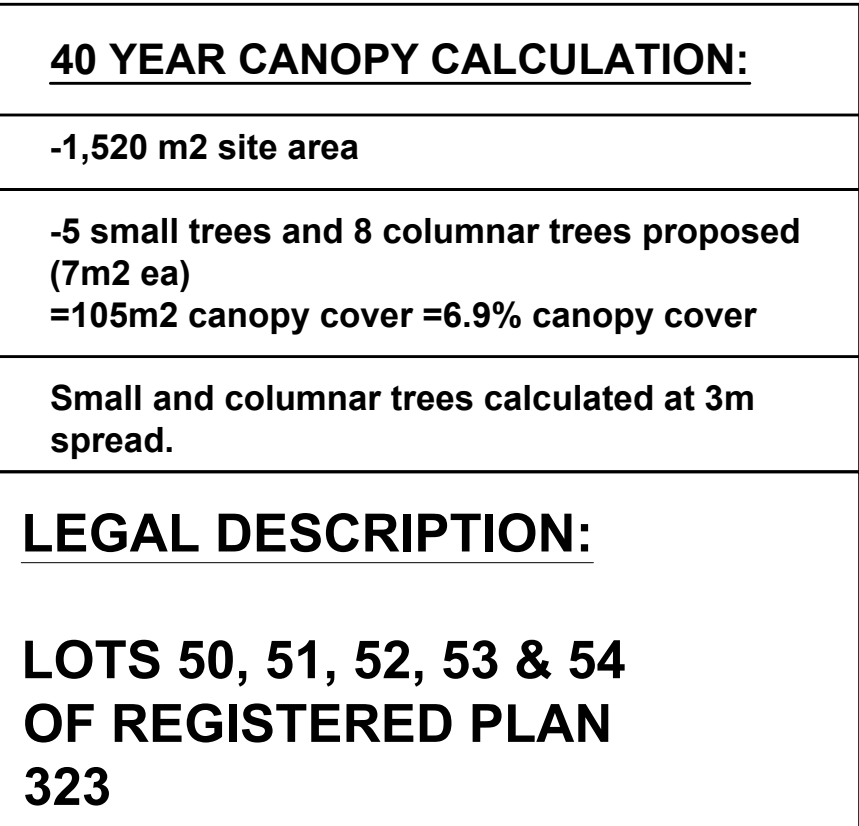 40 YEAR CANOPY CALCULATION:
-1,520 m2 site area
-5 small trees and 8 columnar trees proposed
(7m2 ea)
=105m2 canopy cover =6.9% canopy cover
Small and columnar trees calculated at 3m
spread.
LEGAL DESCRIPTION:
LOTS 50, 51, 52, 53 & 54
OF REGISTERED PLAN
323